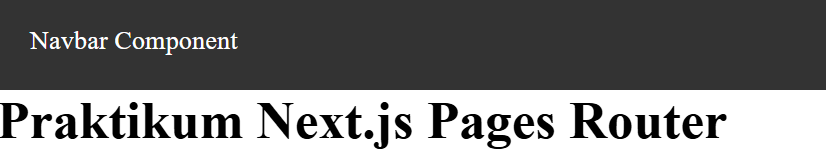 Navbar Component
Praktikum Next.js Pages Router